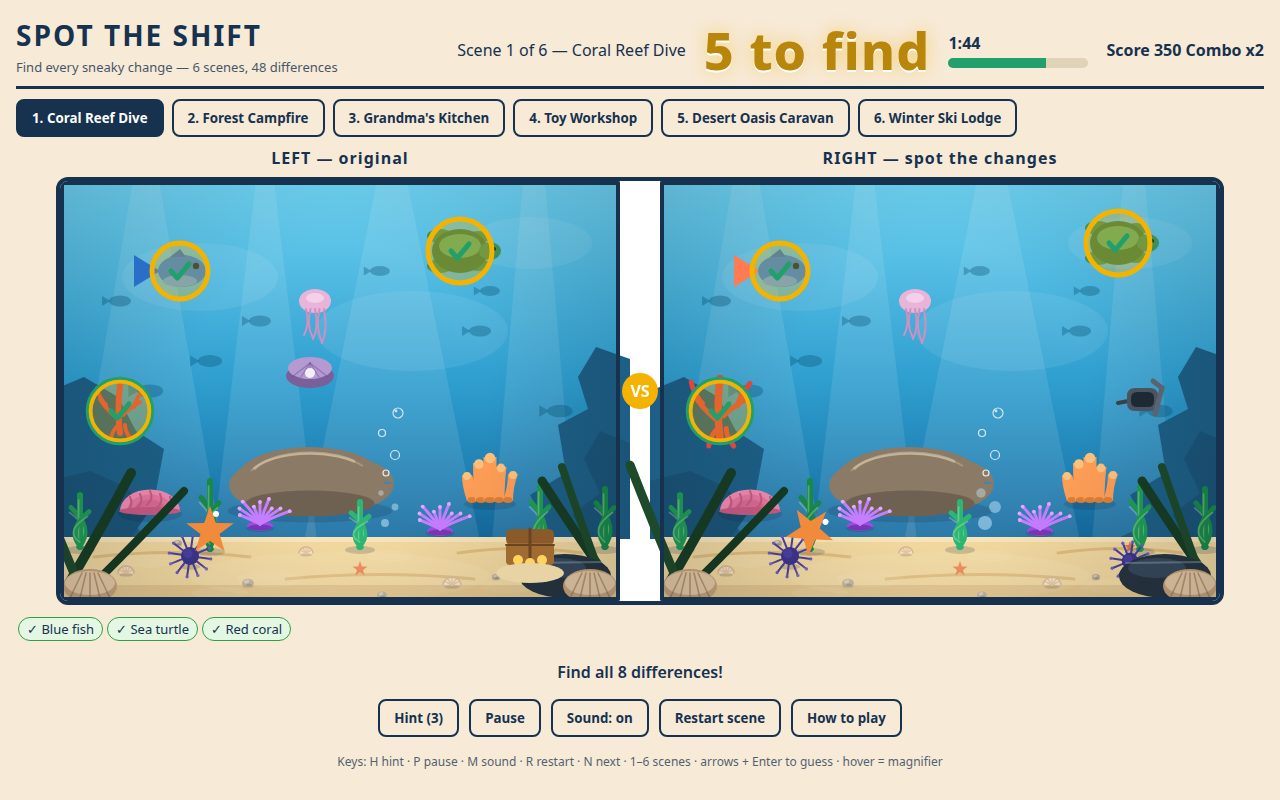 SPOT THE SHIFT
Find every sneaky change — 6 scenes, 48 differences
Scene 1 of 6 — Coral Reef Dive
5 to find
1:44
Score 350 Combo x2
1. Coral Reef Dive
2. Forest Campfire
3. Grandma's Kitchen
4. Toy Workshop
5. Desert Oasis Caravan
6. Winter Ski Lodge
LEFT — original
RIGHT — spot the changes
VS
✓ Blue fish
✓ Sea turtle
✓ Red coral
Find all 8 differences!
Hint (3)
Pause
Sound: on
Restart scene
How to play
Keys: H hint · P pause · M sound · R restart · N next · 1–6 scenes · arrows + Enter to guess · hover = magnifier